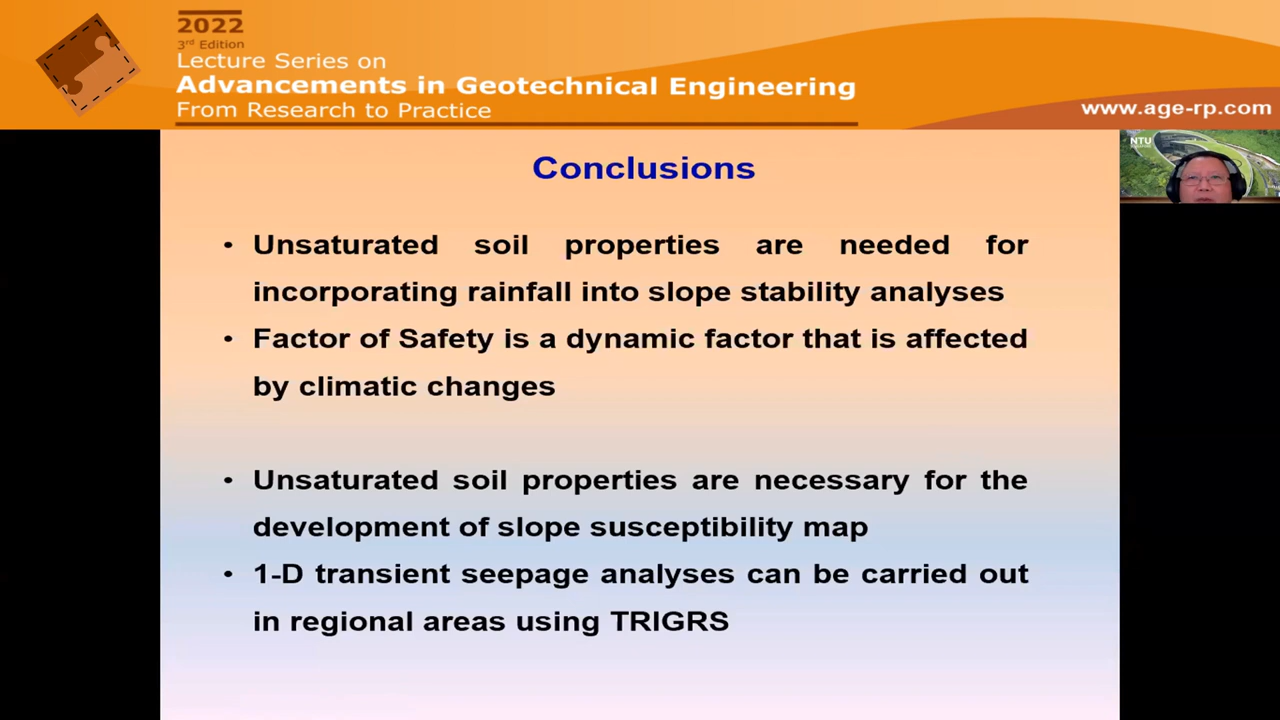 2022
3rd Edition
Lecture Series on
Advancements in Geotechnical Engineering
From Research to Practice
www.age-rp.com
NTU
Conclusions
• Unsaturated soil properties are needed for
incorporating rainfall into slope stability analyses
• Factor of Safety is a dynamic factor that is affected
by climatic changes
• Unsaturated soil properties are necessary for the
development of slope susceptibility map
• 1-D transient seepage analyses can be carried out
in regional areas using TRIGRS